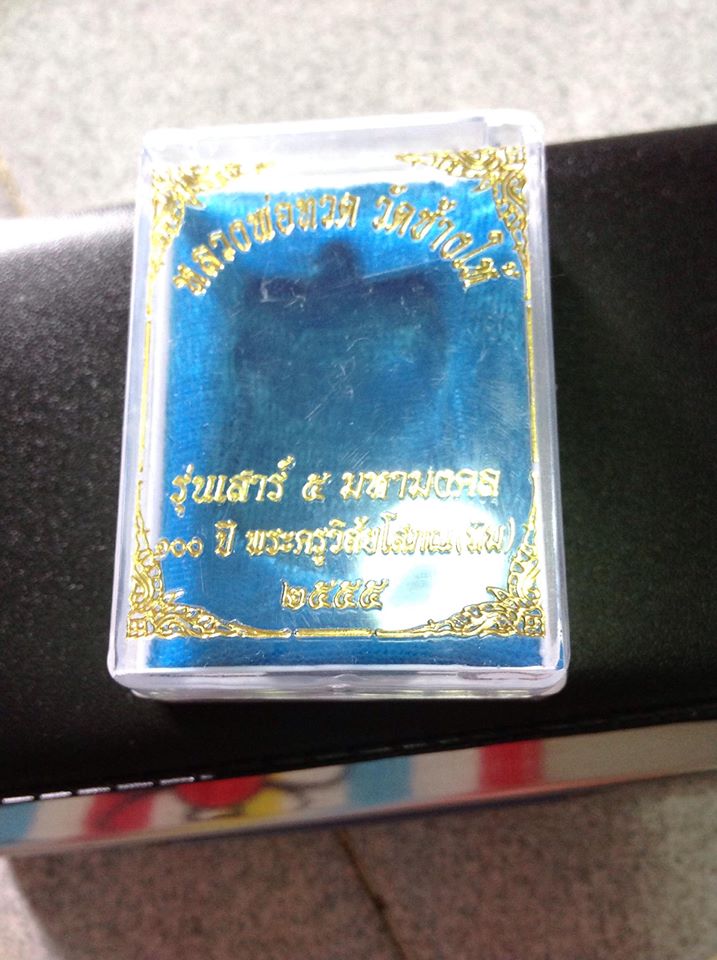 หลวงพ่อทวด วัดช้างให้
รุ่นเสาร์ ๕ มหามงคล
๑๐๐ ปี พระครูวิสัยโสภณ(ทิม)
๒๕๕๕